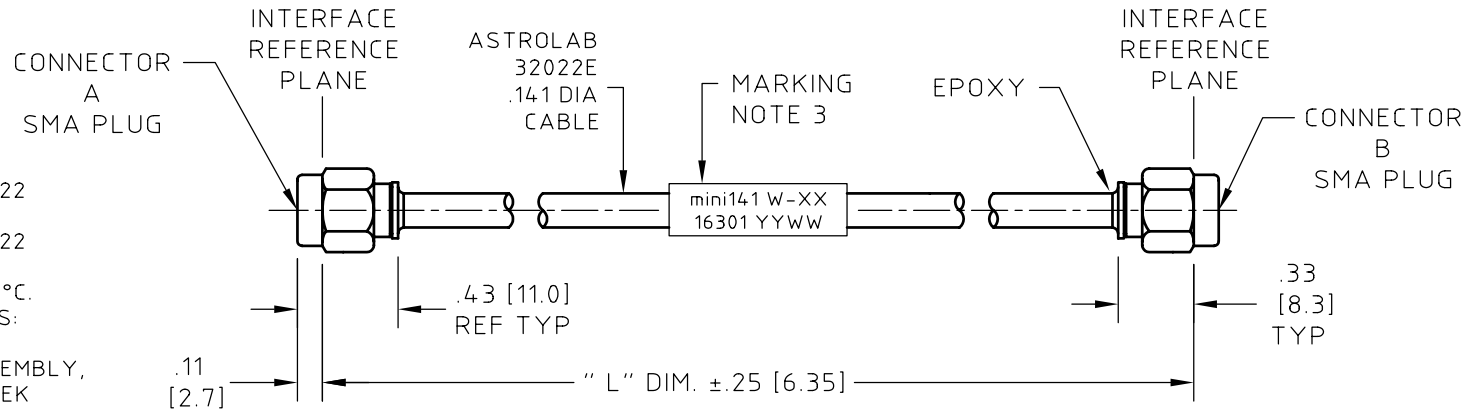 INTERFACE
REFERENCE
PLANE
INTERFACE
REFERENCE
PLANE
CONNECTOR
A
SMA PLUG
ASTROLAB
32022E
.141 DIA
CABLE
MARKING
NOTE 3
EPOXY
CONNECTOR
B
SMA PLUG
22
22
°C.
S:
EMBLY,
EK
mini141 W-XX
16301 YYWW
.43 [11.0]
REF TYP
.33
[8.3]
TYP
.11
[2.7]
" L" DIM. ±.25 [6.35]